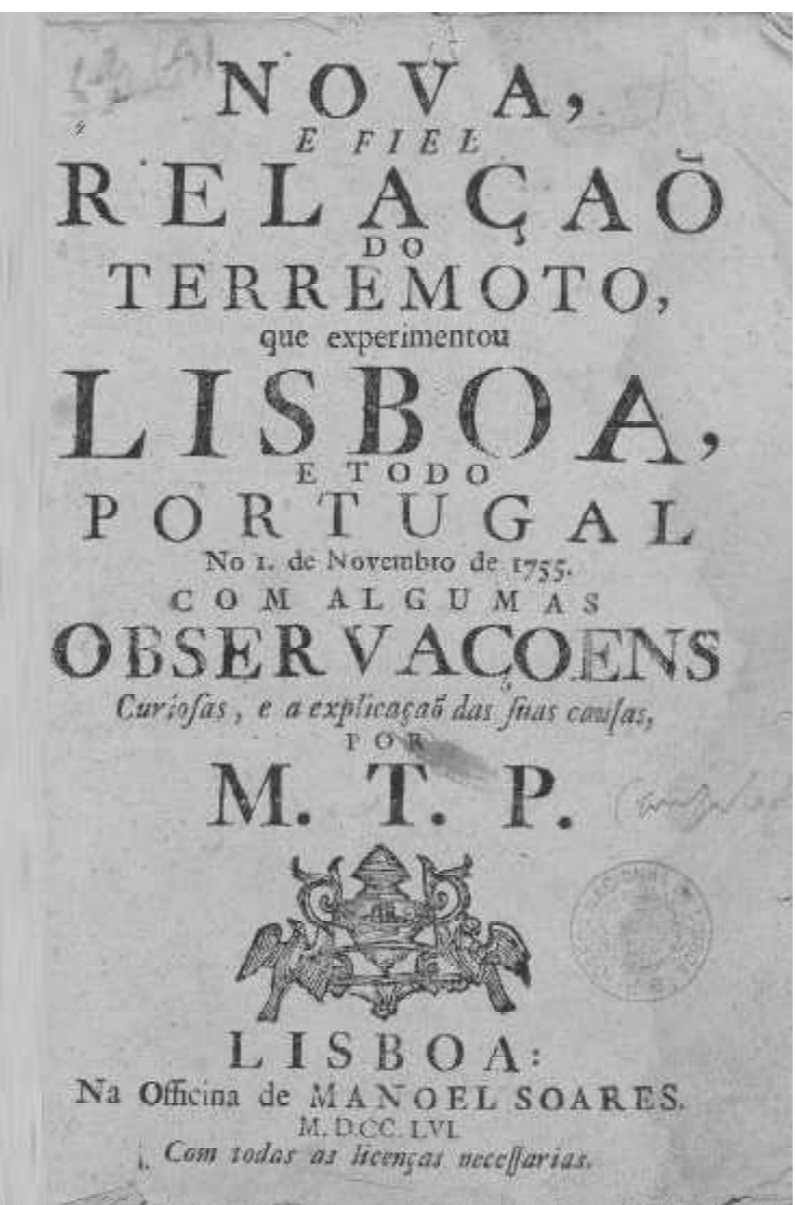 NOVA,
E FIEL
RELAÇAÕ
DO
TERREMOTO,
que experimentou
LISBOA,
E TODO
PORTUGAL
No 1. de Novembro de 1755.
COM ALGUMAS
OBSERVAÇOENS
Curioſas, e a explicaçaõ das ſuas cauſas,
POR
M. T. P.
LISBOA:
Na Officina de MANOEL SOARES.
M. D.CC. LVI.
Com todas as licenças neceſſarias.